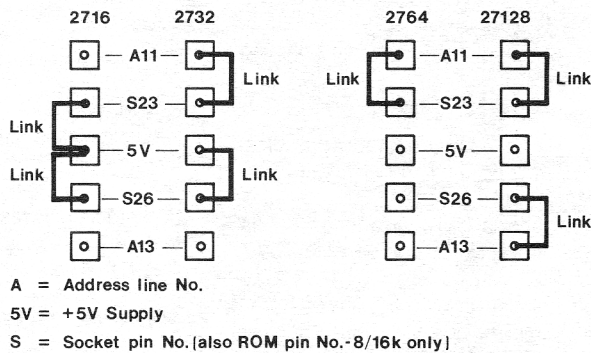 2716 2732 2764 27128
A11 A11
Link Link Link
S23 S23
Link
5V 5V
Link Link
S26 S26
Link
A13 A13
A = Address line No.
5V = +5V Supply
S = Socket pin No.(also ROM pin No.-8/16k only)